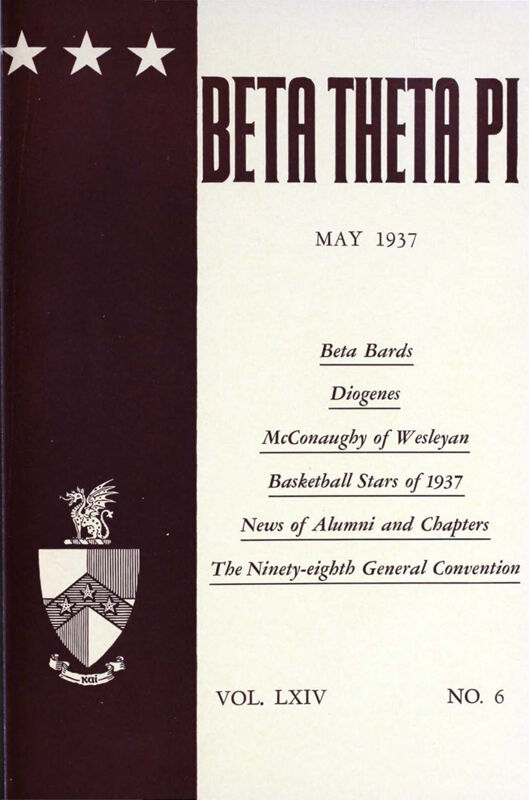 BETA THETA PI
MAY 1937
Beta Bards
Diogenes
McConaughy of Wesleyan
Basketball Stars of 1937
News of Alumni and Chapters
The Ninety-eighth General Convention
και
VOL. LXIV NO. 6